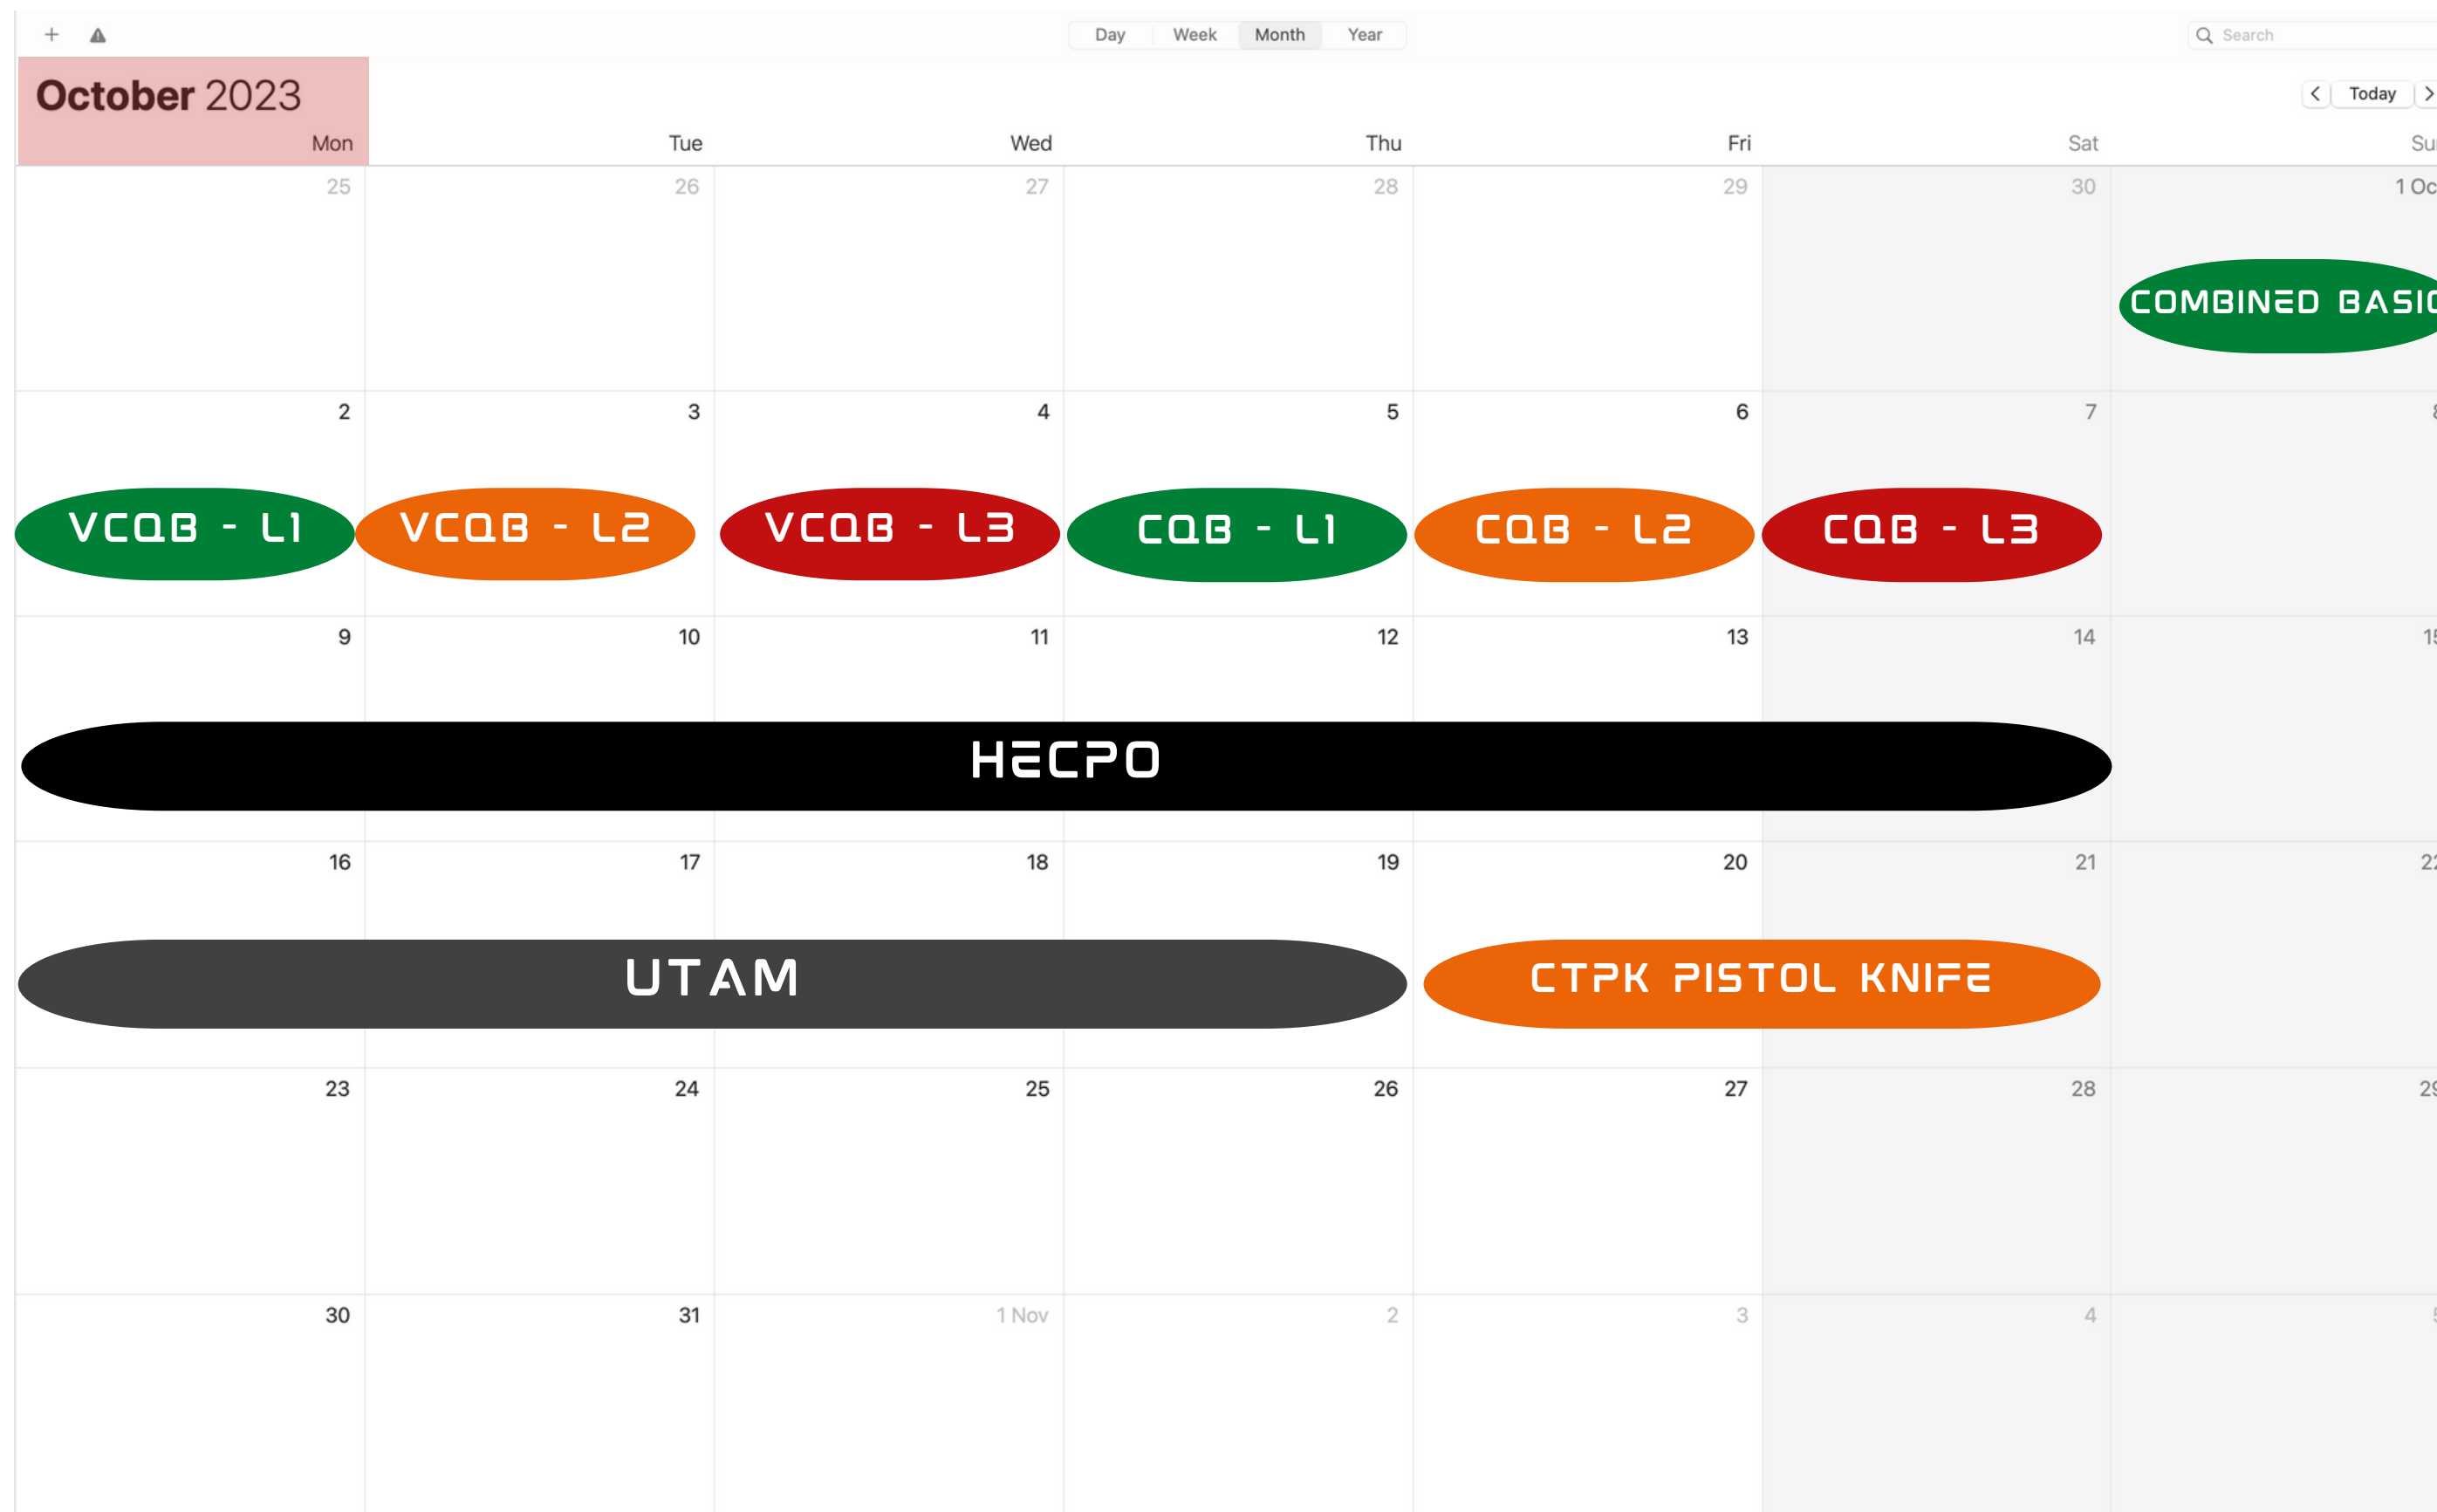 + Day Week Month Year Search
October 2023
< Today >
Mon Tue Wed Thu Fri Sat
25 26 27 28 29 30
COMBINED BASIC
2 3 4 5 6 7
VCQB - L1 VCQB - L2 VCQB - L3 CQB - L1 CQB - L2 CQB - L3
9 10 11 12 13 14
HECPO
16 17 18 19 20 21
UTAM CTPK PISTOL KNIFE
23 24 25 26 27 28
30 31 1 Nov 2 3 4